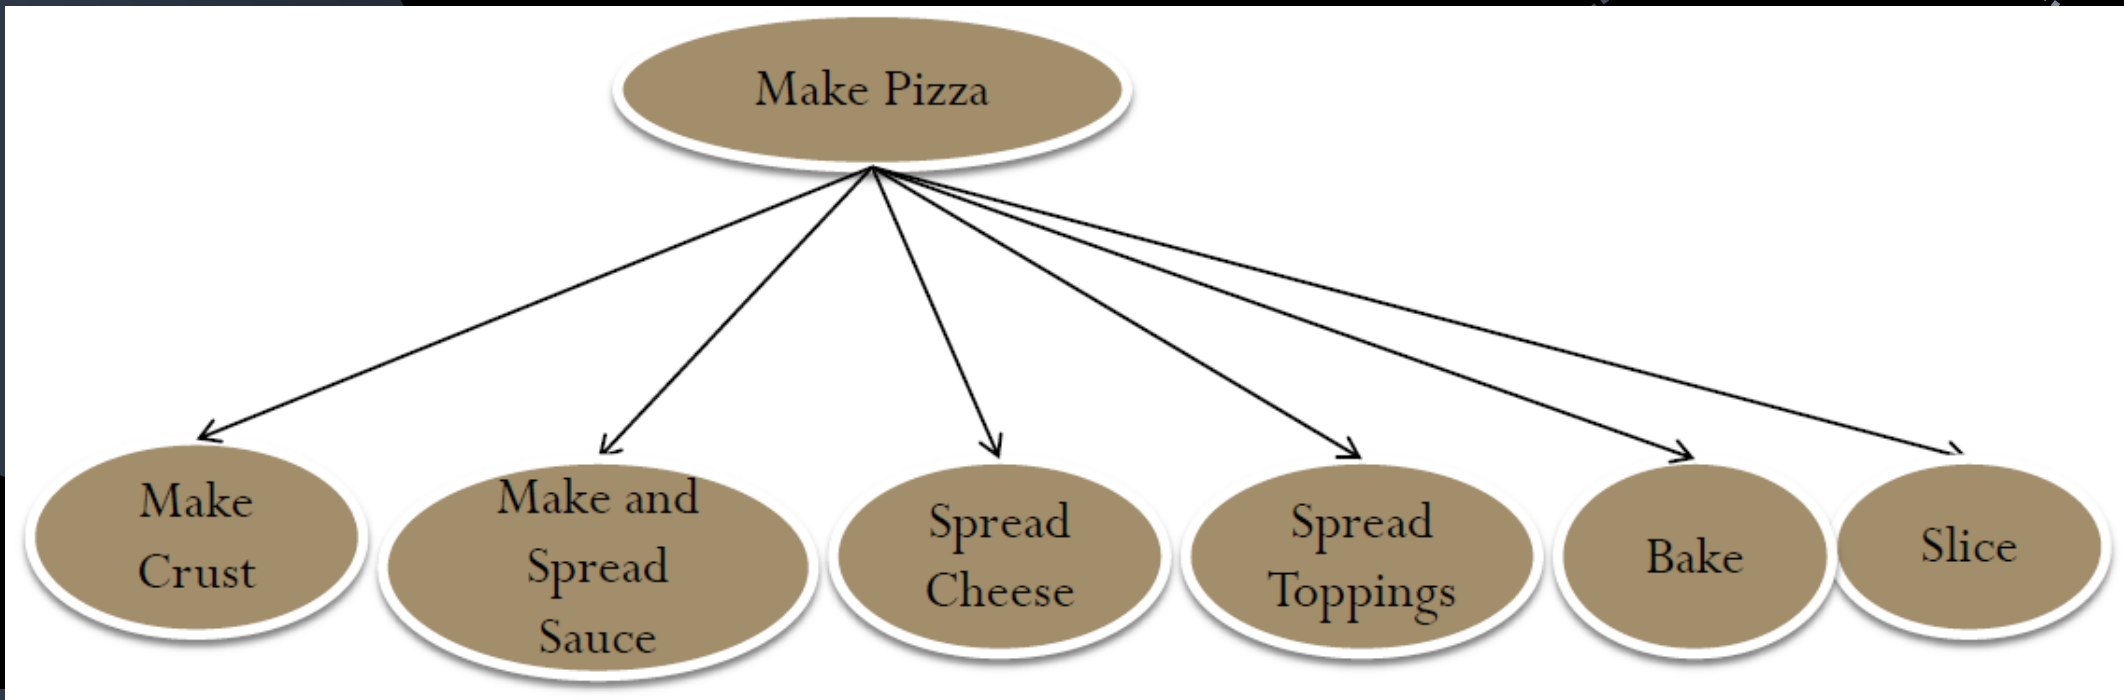 Make Pizza
Make
Crust
Make and
Spread
Sauce
Spread
Cheese
Spread
Toppings
Bake
Slice